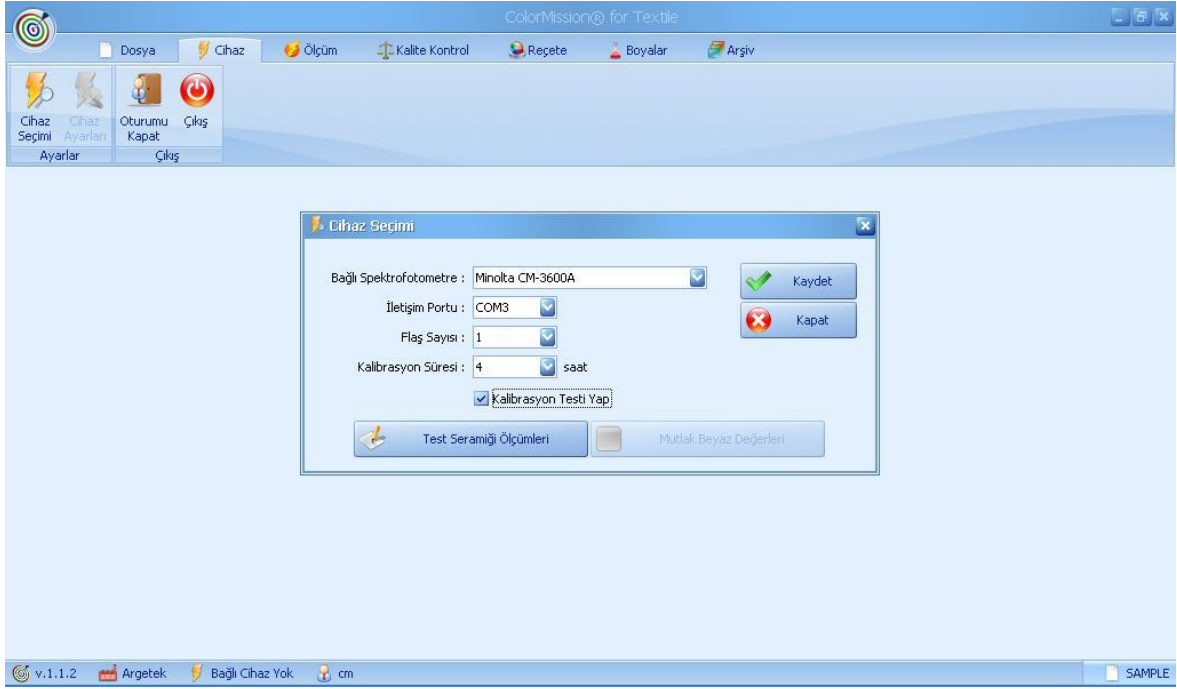 ColorMission® for Textile
Dosya Cihaz Ölçüm Kalite Kontrol Reçete Boyalar Arşiv
Cihaz Seçimi
Cihaz Ayarları
Oturumu Kapat
Çıkış
Ayarlar
Çıkış
Cihaz Seçimi
Bağlı Spektrofotometre : Minolta CM-3600A
Kaydet
İletişim Portu : COM3
Kapat
Flaş Sayısı : 1
Kalibrasyon Süresi : 4 saat
Kalibrasyon Testi Yap
Test Seramiği Ölçümleri
Mutlak Beyaz Değerleri
v.1.1.2 Argetek Bağlı Cihaz Yok cm SAMPLE